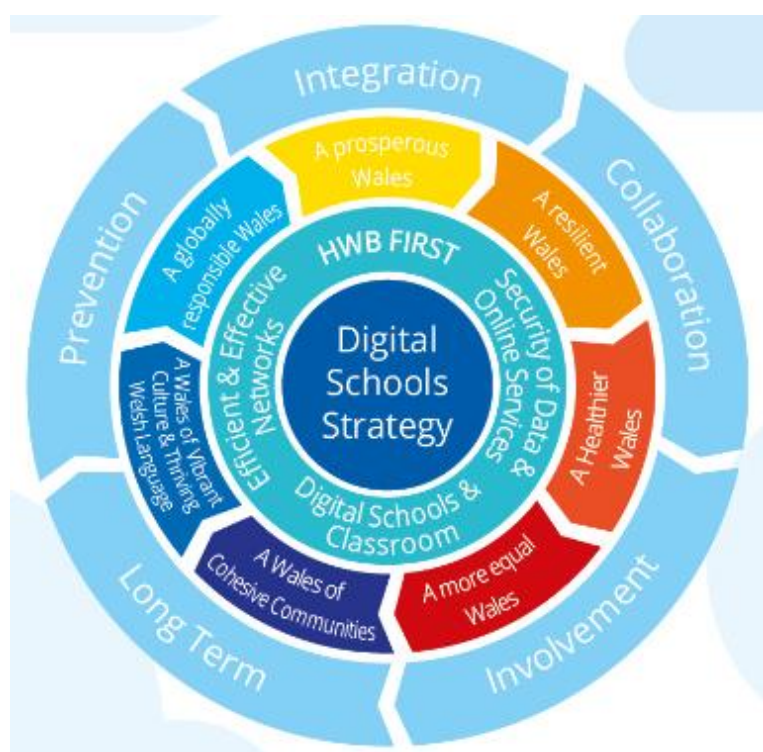 Integration
Collaboration
Involvement
Long Term
Prevention
A prosperous
Wales
A resilient
Wales
A Healthier
Wales
A more equal
Wales
A Wales of
Cohesive Communities
A Wales of Vibrant
Culture & Thriving
Welsh Language
A globally
responsible Wales
HWB FIRST
Security of Data &
Online Services
Digital Schools &
Classroom
Efficient & Effective
Networks
Digital
Schools
Strategy